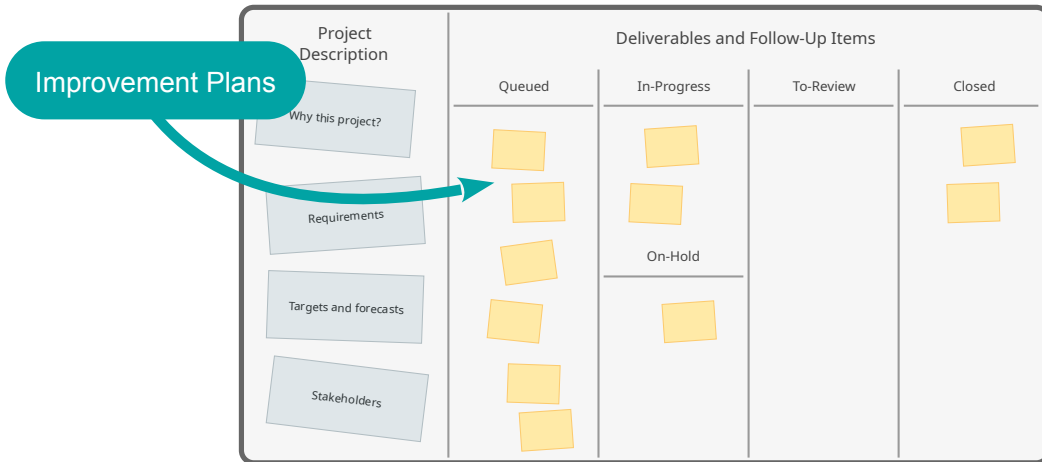 Project
Description
Deliverables and Follow-Up Items
Improvement Plans
Queued
In-Progress
To-Review
Closed
Why this project?
Requirements
On-Hold
Targets and forecasts
Stakeholders